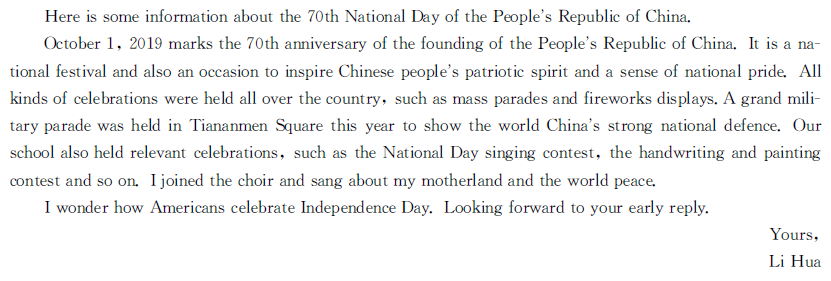 Here is some information about the 70th National Day of the People's Republic of China.
October 1, 2019 marks the 70th anniversary of the founding of the People's Republic of China. It is a na-
tional festival and also an occasion to inspire Chinese people's patriotic spirit and a sense of national pride. All
kinds of celebrations were held all over the country, such as mass parades and fireworks displays. A grand mili-
tary parade was held in Tiananmen Square this year to show the world China's strong national defence. Our
school also held relevant celebrations, such as the National Day singing contest, the handwriting and painting
contest and so on. I joined the choir and sang about my motherland and the world peace.
I wonder how Americans celebrate Independence Day. Looking forward to your early reply.
Yours,
Li Hua